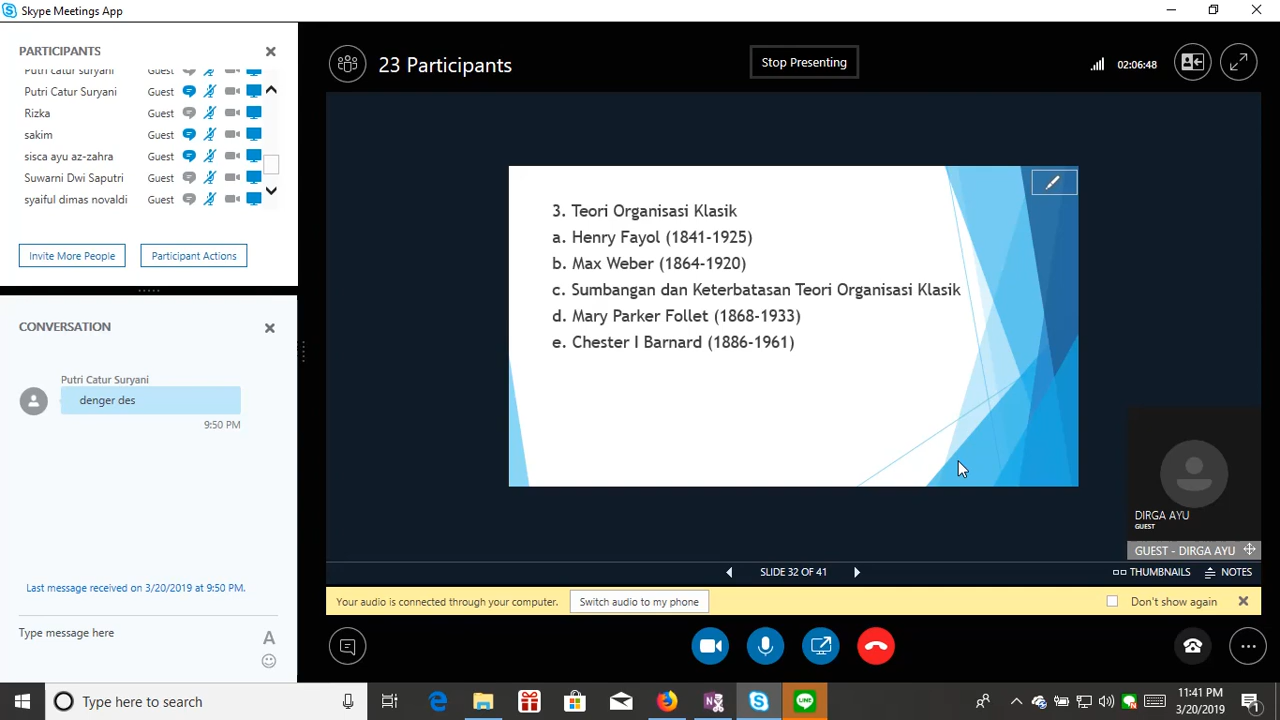 Skype Meetings App
PARTICIPANTS
Putri catur suryani Guest
Putri Catur Suryani Guest
Rizka Guest
sakim Guest
sisca ayu az-zahra Guest
Suwarni Dwi Saputri Guest
syaiful dimas novaldi Guest
Invite More People Participant Actions
CONVERSATION
Putri Catur Suryani
denger des
9:50 PM
Last message received on 3/20/2019 at 9:50 PM.
Type message here
A
23 Participants
Stop Presenting
02:06:48
3. Teori Organisasi Klasik
a. Henry Fayol (1841-1925)
b. Max Weber (1864-1920)
c. Sumbangan dan Keterbatasan Teori Organisasi Klasik
d. Mary Parker Follet (1868-1933)
e. Chester I Barnard (1886-1961)
DIRGA AYU
GUEST
GUEST - DIRGA AYU
SLIDE 32 OF 41
THUMBNAILS NOTES
Your audio is connected through your computer. Switch audio to my phone
Don't show again
Type here to search
11:41 PM
3/20/2019
1